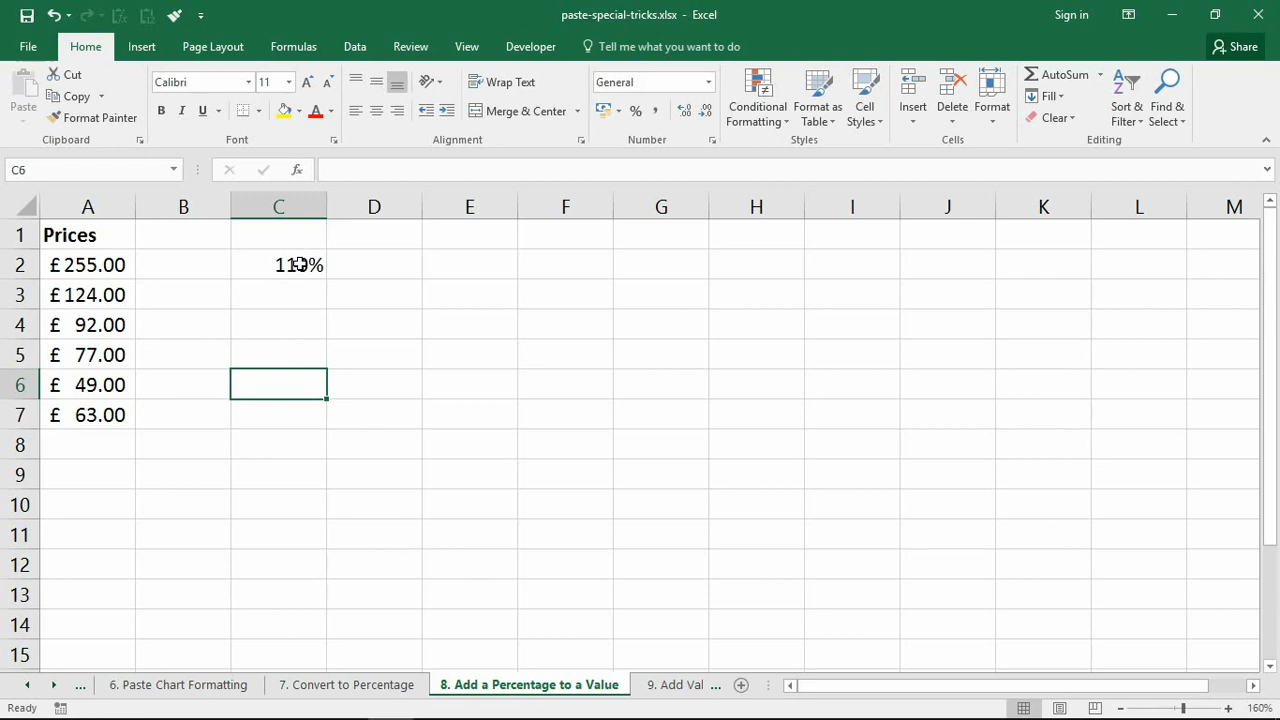 paste-special-tricks.xlsx - Excel
Sign in
File Home Insert Page Layout Formulas Data Review View Developer Tell me what you want to do Share
Paste
Cut
Copy
Format Painter
Clipboard
Calibri 11
B I U
Font
Wrap Text
Merge & Center
Alignment
General
%
Number
Conditional Formatting
Format as Table
Cell Styles
Styles
Insert
Delete
Format
Cells
AutoSum
Fill
Clear
Sort & Filter
Find & Select
Editing
C6 fx
A B C D E F G H I J K L M
1 Prices
2 £ 255.00
3 £ 124.00
4 £ 92.00
5 £ 77.00
6 £ 49.00
7 £ 63.00
8
9
10
11
12
13
14
15
... 6. Paste Chart Formatting 7. Convert to Percentage 8. Add a Percentage to a Value 9. Add Val ...
Ready 160%